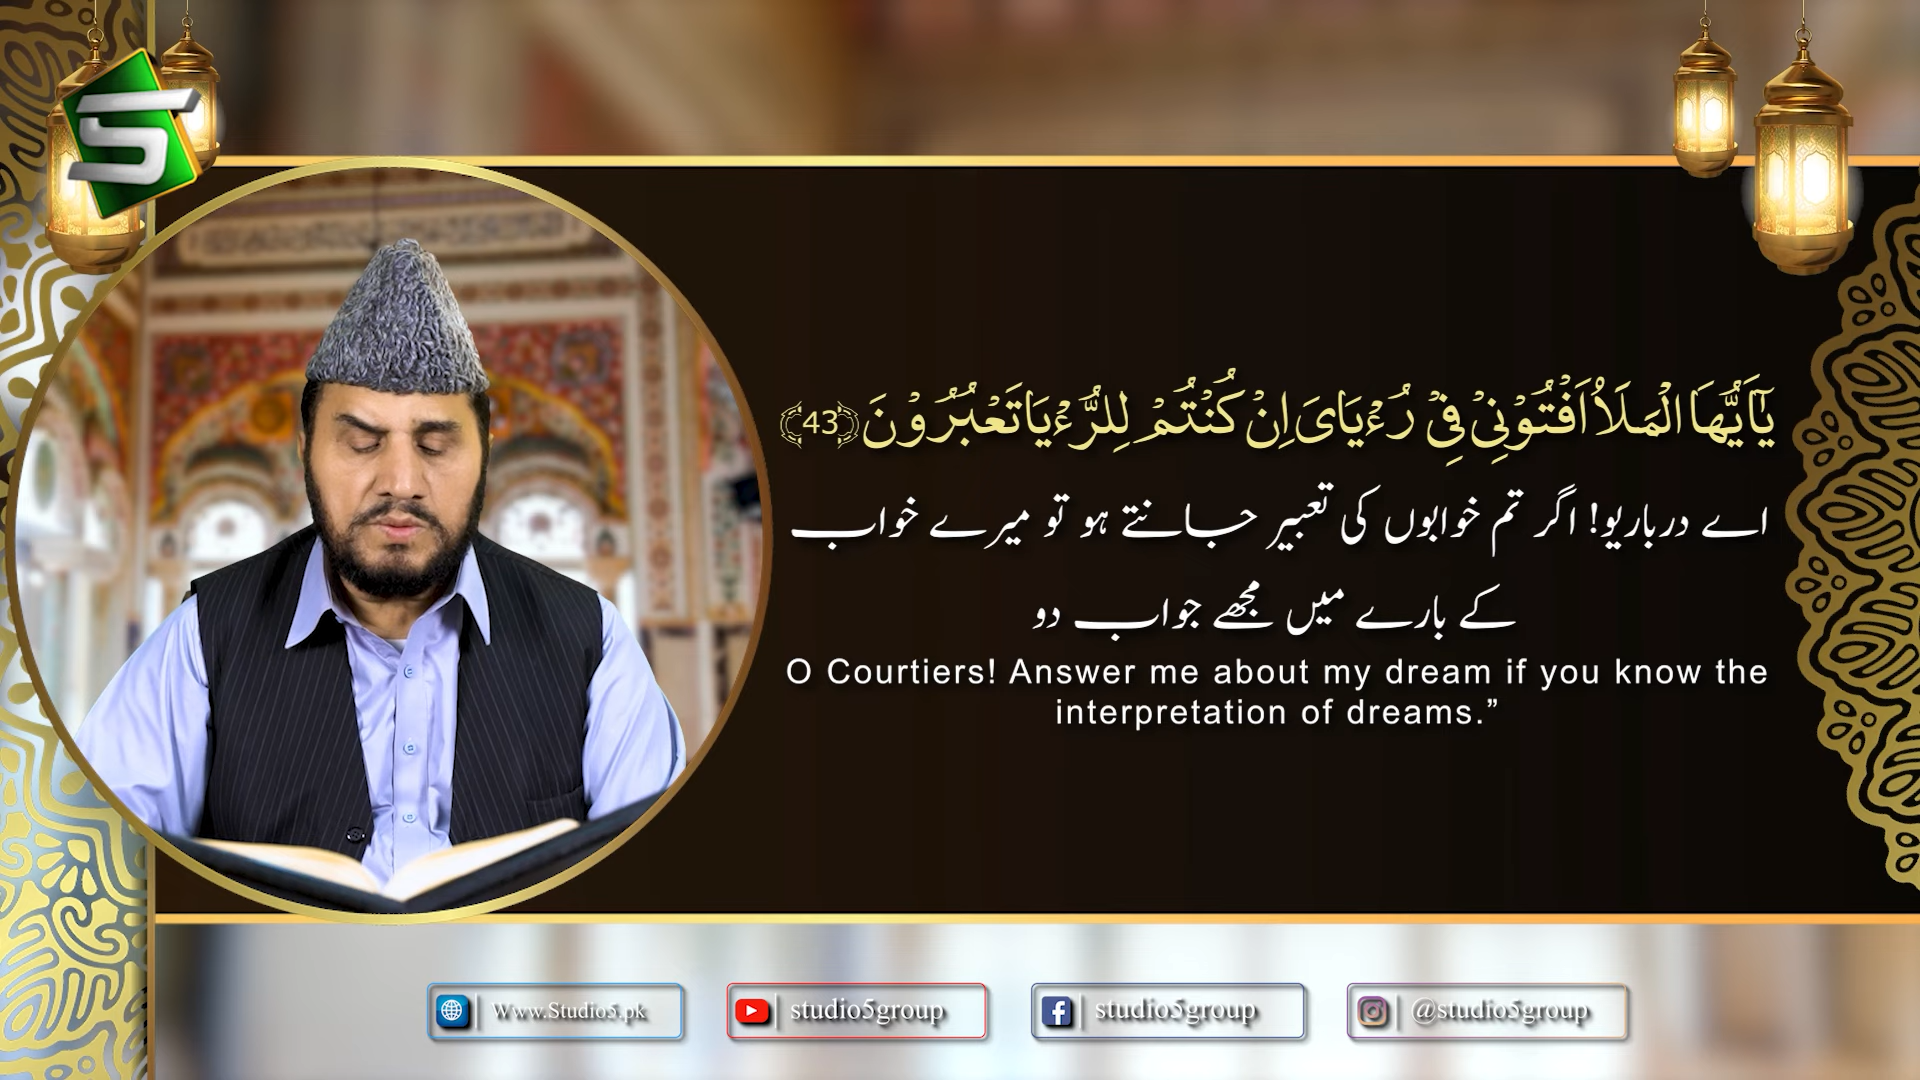 S
يٰۤاَيُّهَا الْمَلَاُ اَفْتُوْنِیْ فِیْ رُءْيَایَ اِنْ كُنْتُمْ لِلرُّءْيَا تَعْبُرُوْنَ ﴿43﴾
اے درباریو! اگر تم خوابوں کی تعبیر جانتے ہو تو میرے خواب
کے بارے میں مجھے جواب دو
O Courtiers! Answer me about my dream if you know the
interpretation of dreams.”
Www.Studio5.pk
studio5group
studio5group
@studio5group